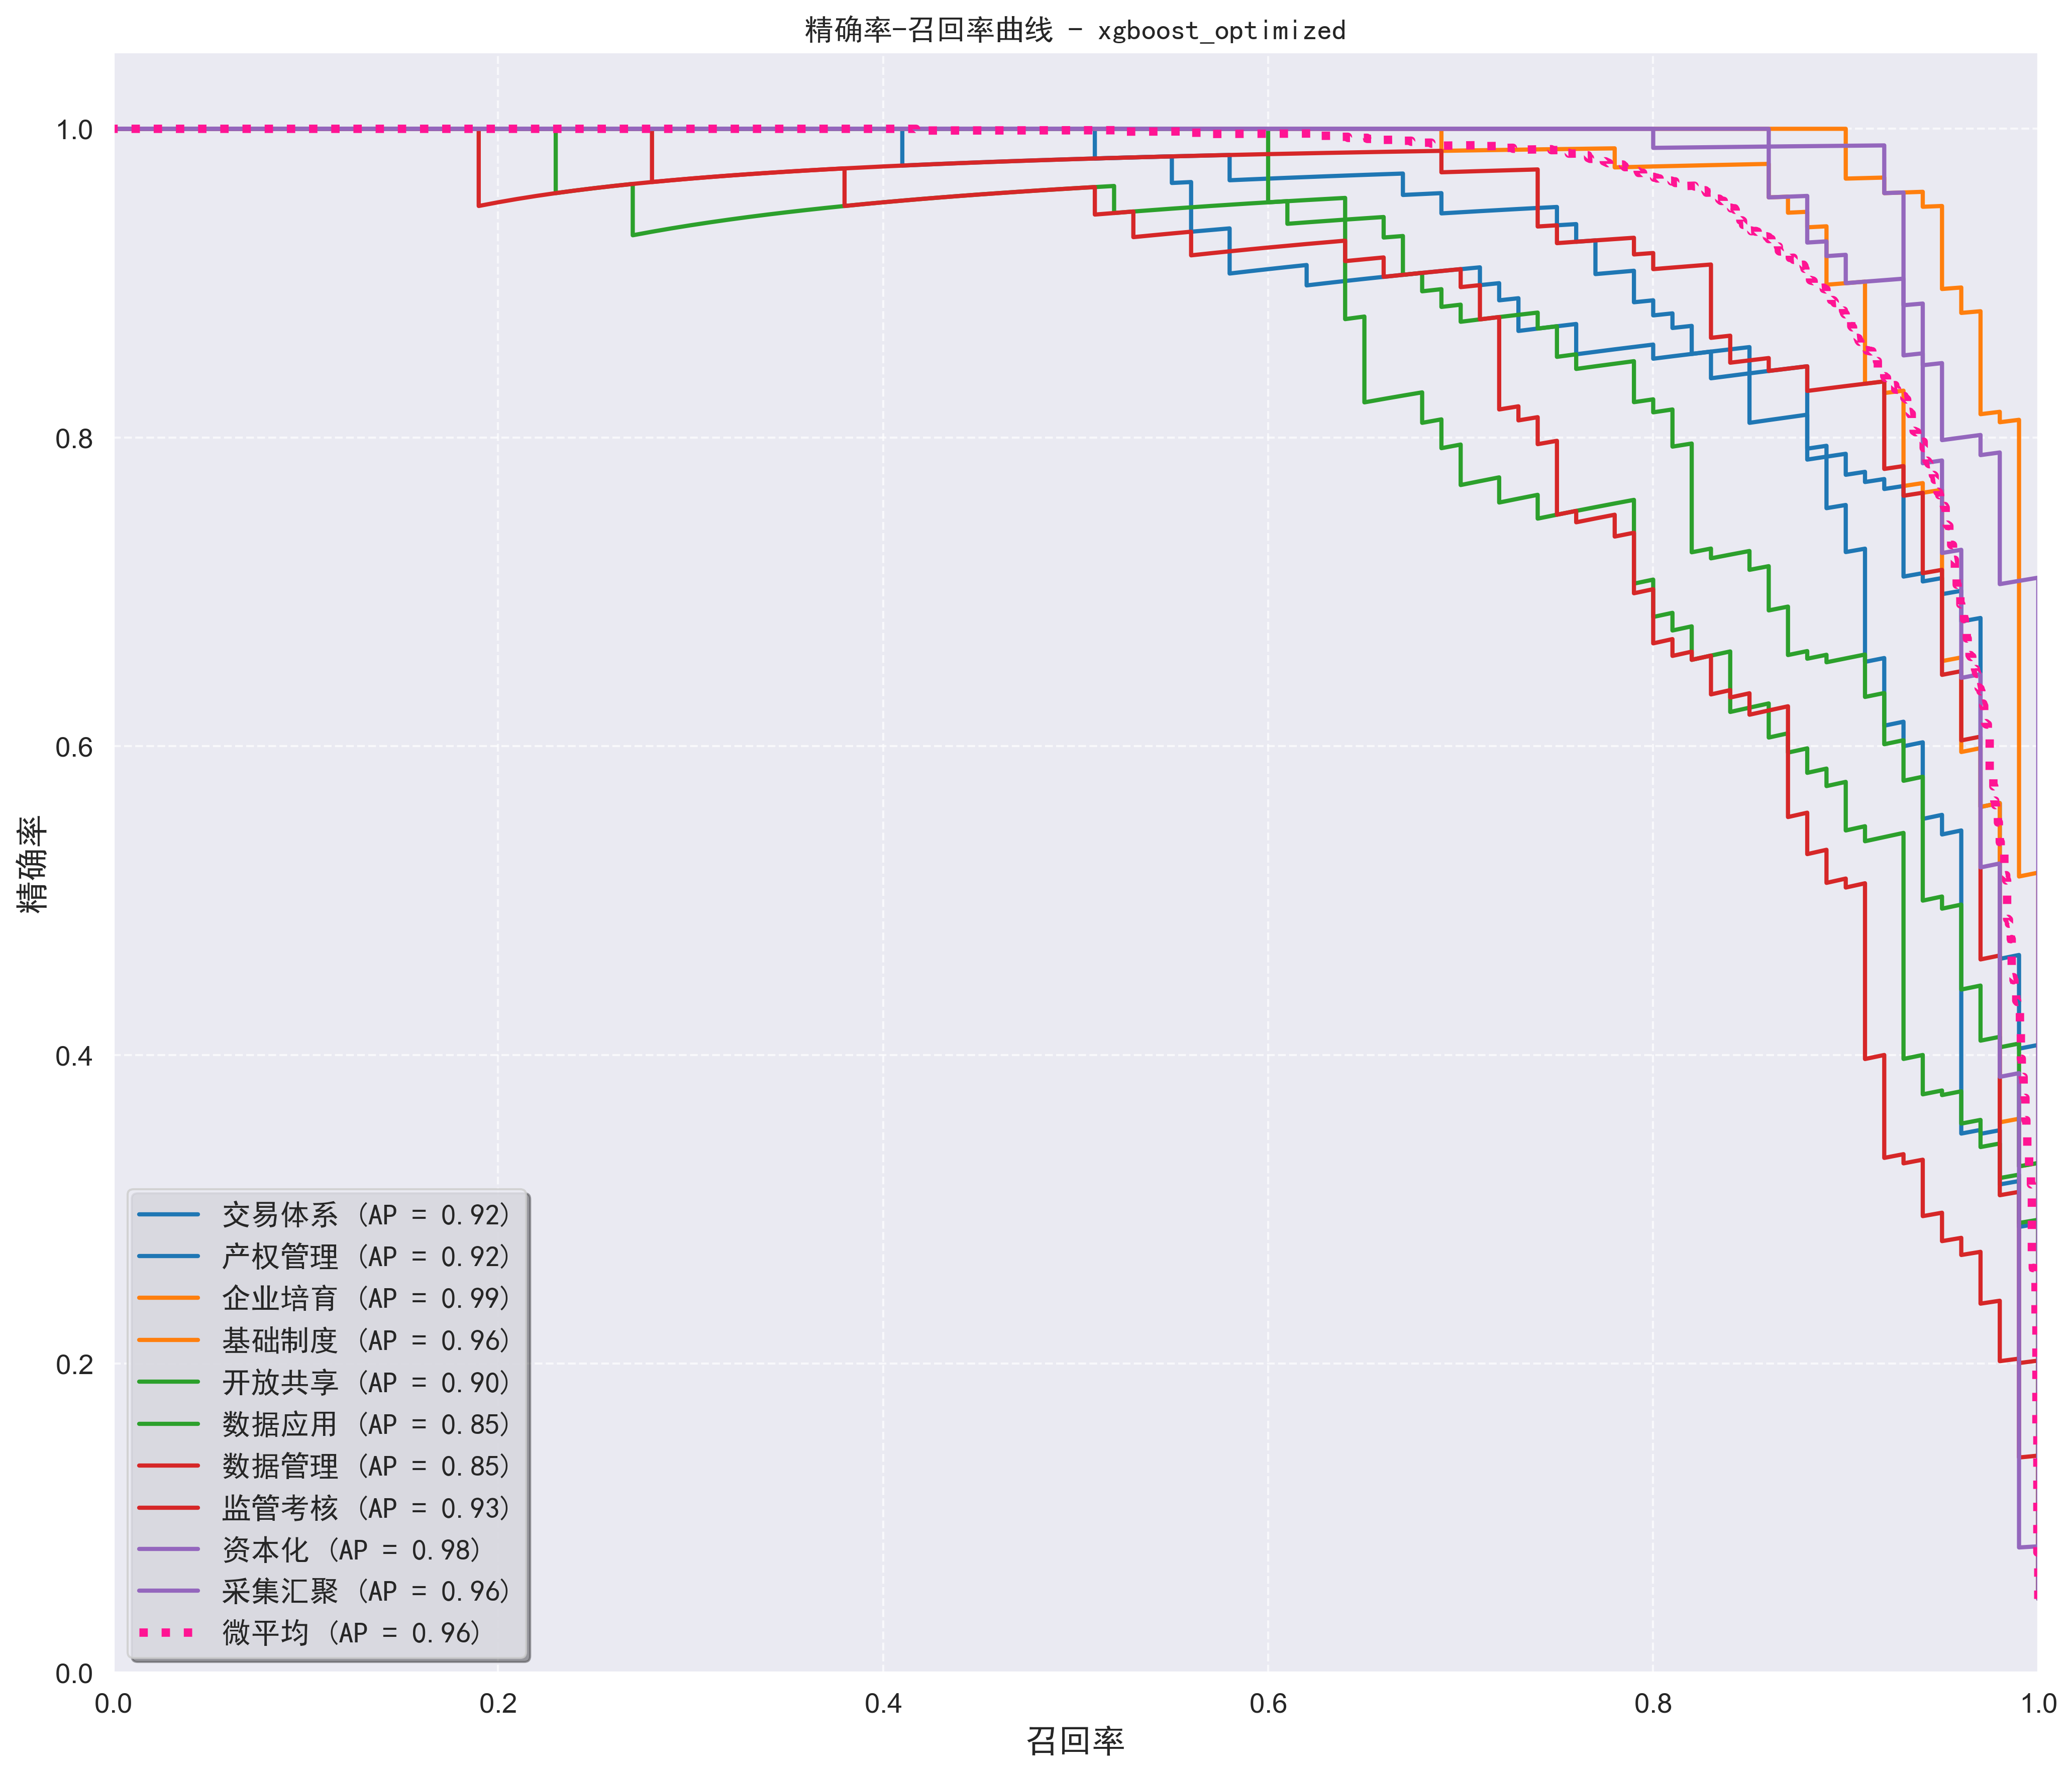 精确率-召回率曲线 - xgboost_optimized
精确率
1.0
0.8
0.6
0.4
0.2
0.0
交易体系 (AP = 0.92)
产权管理 (AP = 0.92)
企业培育 (AP = 0.99)
基础制度 (AP = 0.96)
开放共享 (AP = 0.90)
数据应用 (AP = 0.85)
数据管理 (AP = 0.85)
监管考核 (AP = 0.93)
资本化 (AP = 0.98)
采集汇聚 (AP = 0.96)
微平均 (AP = 0.96)
0.0 0.2 0.4 0.6 0.8 1.0
召回率